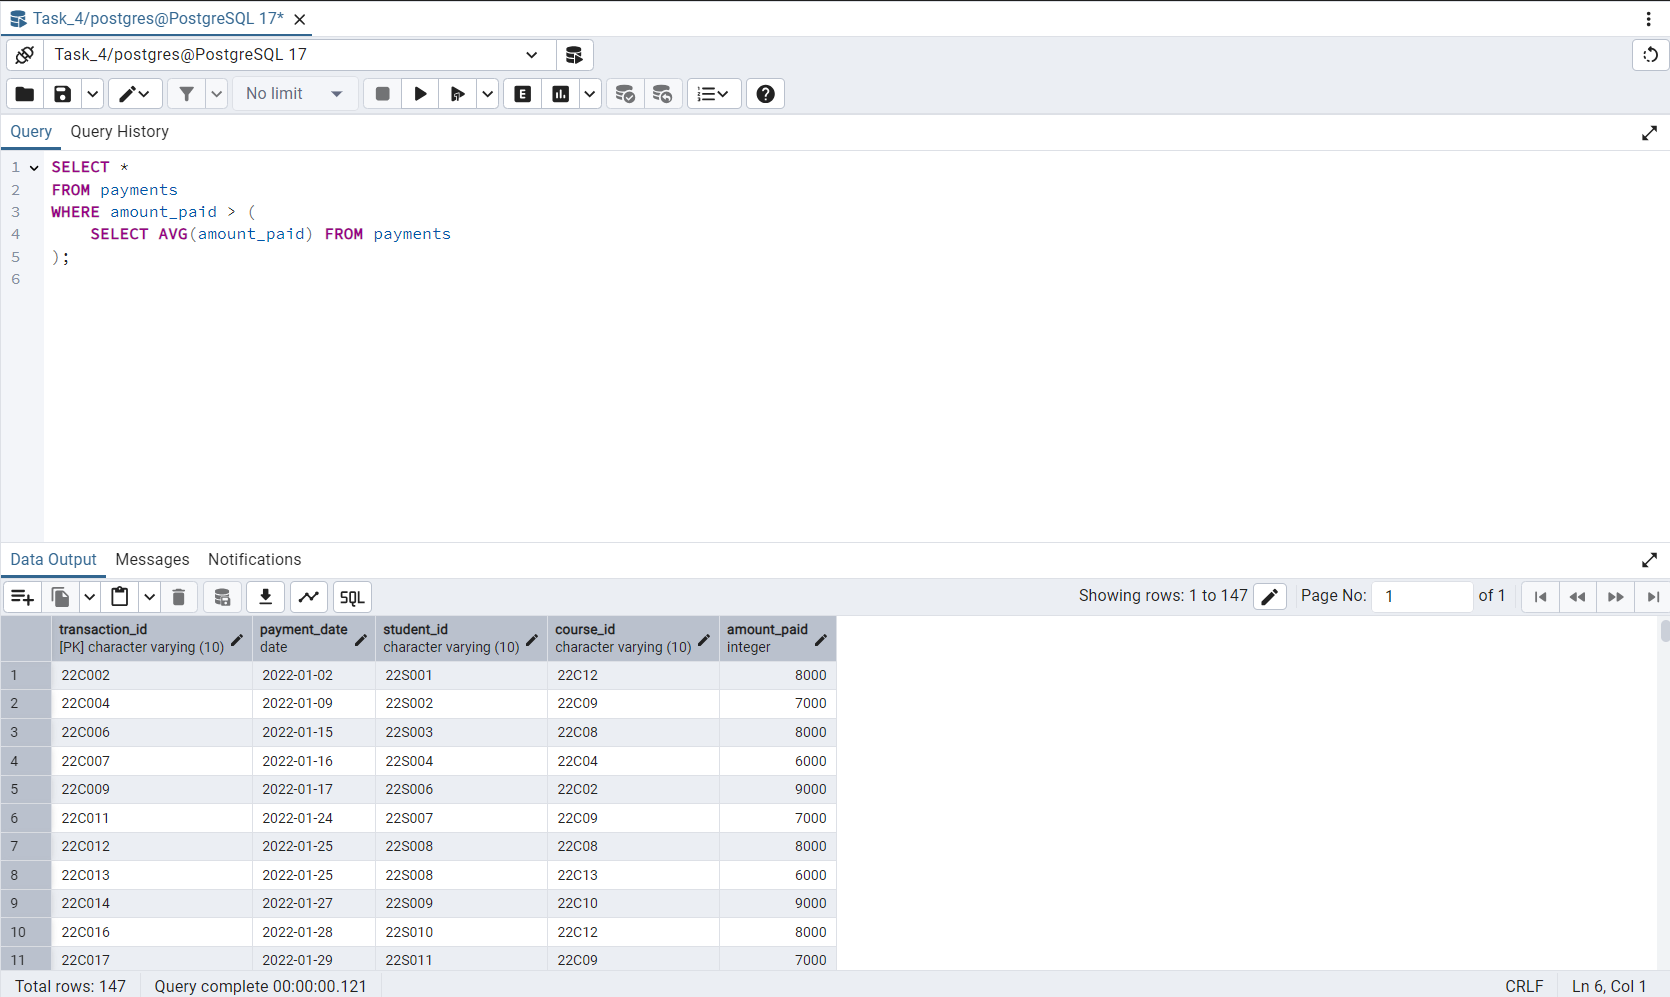 Task_4/postgres@PostgreSQL 17*
Task_4/postgres@PostgreSQL 17
No limit
E
Query Query History
1 SELECT *
2 FROM payments
3 WHERE amount_paid > (
4 SELECT AVG(amount_paid) FROM payments
5 );
6
Data Output Messages Notifications
SQL Showing rows: 1 to 147 Page No: 1 of 1
transaction_id payment_date student_id course_id amount_paid
[PK] character varying (10) date character varying (10) character varying (10) integer
1 22C002 2022-01-02 22S001 22C12 8000
2 22C004 2022-01-09 22S002 22C09 7000
3 22C006 2022-01-15 22S003 22C08 8000
4 22C007 2022-01-16 22S004 22C04 6000
5 22C009 2022-01-17 22S006 22C02 9000
6 22C011 2022-01-24 22S007 22C09 7000
7 22C012 2022-01-25 22S008 22C08 8000
8 22C013 2022-01-25 22S008 22C13 6000
9 22C014 2022-01-27 22S009 22C10 9000
10 22C016 2022-01-28 22S010 22C12 8000
11 22C017 2022-01-29 22S011 22C09 7000
Total rows: 147 Query complete 00:00:00.121 CRLF Ln 6, Col 1